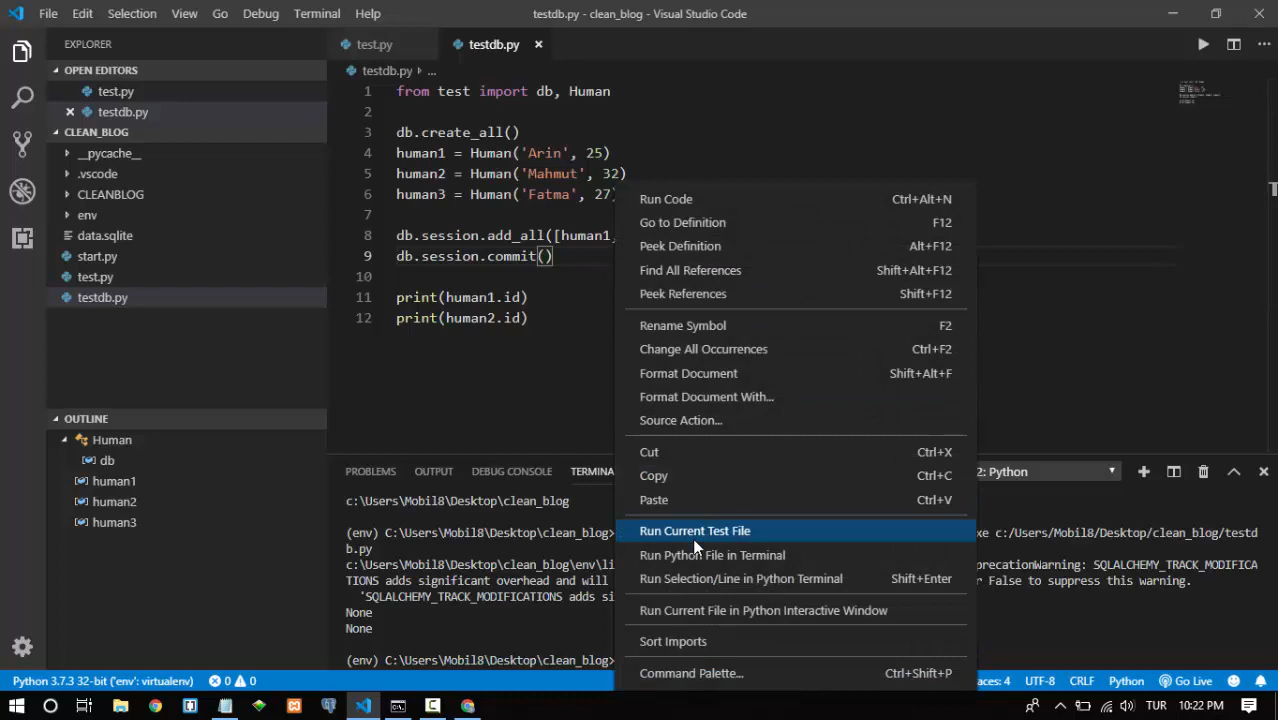 File Edit Selection View Go Debug Terminal Help testdb.py - clean_blog - Visual Studio Code
EXPLORER
OPEN EDITORS
test.py
testdb.py
CLEAN_BLOG
__pycache__
.vscode
CLEANBLOG
env
data.sqlite
start.py
test.py
testdb.py
OUTLINE
Human
db
human1
human2
human3
test.py testdb.py
testdb.py ...
1 from test import db, Human
2
3 db.create_all()
4 human1 = Human('Arin', 25)
5 human2 = Human('Mahmut', 32)
6 human3 = Human('Fatma', 27)
7
8 db.session.add_all([human1,
9 db.session.commit()
10
11 print(human1.id)
12 print(human2.id)
Run Code Ctrl+Alt+N
Go to Definition F12
Peek Definition Alt+F12
Find All References Shift+Alt+F12
Peek References Shift+F12
Rename Symbol F2
Change All Occurrences Ctrl+F2
Format Document Shift+Alt+F
Format Document With...
Source Action...
Cut Ctrl+X
Copy Ctrl+C
Paste Ctrl+V
Run Current Test File
Run Python File in Terminal
Run Selection/Line in Python Terminal Shift+Enter
Run Current File in Python Interactive Window
Sort Imports
Command Palette... Ctrl+Shift+P
PROBLEMS OUTPUT DEBUG CONSOLE TERMINAL 2: Python
c:\Users\Mobil8\Desktop\clean_blog
(env) C:\Users\Mobil8\Desktop\clean_blog> xe c:/Users/Mobil8/Desktop/clean_blog/testd
b.py
c:\Users\Mobil8\Desktop\clean_blog\env\li precationWarning: SQLALCHEMY_TRACK_MODIFICA
TIONS adds significant overhead and will r False to suppress this warning.
'SQLALCHEMY_TRACK_MODIFICATIONS adds si
None
None
(env) C:\Users\Mobil8\Desktop\clean_blog>
Python 3.7.3 32-bit ('env': virtualenv) 0 0 aces: 4 UTF-8 CRLF Python Go Live
TUR 10:22 PM